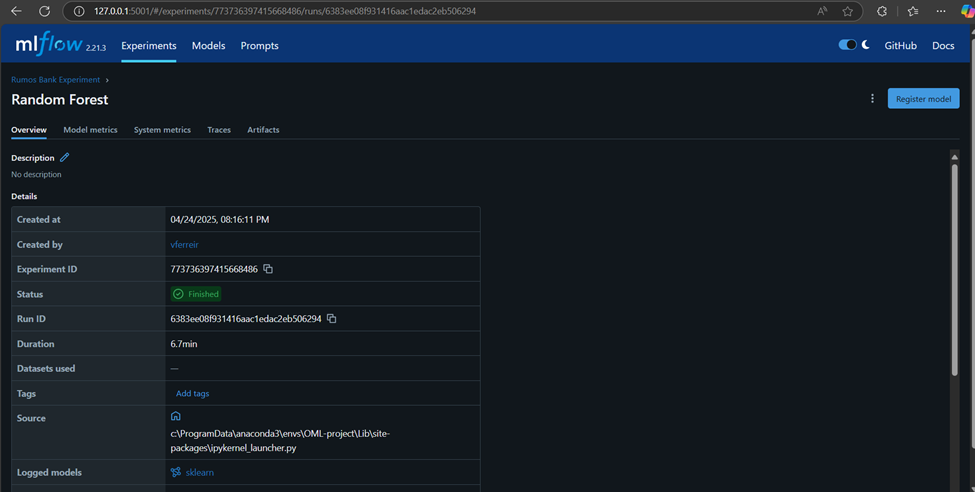 127.0.0.1:5001/#/experiments/773736397415668486/runs/6383ee08f931416aac1edac2eb506294
mlflow 2.21.3 Experiments Models Prompts GitHub Docs
Rumos Bank Experiment ›
Random Forest
Register model
Overview Model metrics System metrics Traces Artifacts
Description
No description
Details
Created at 04/24/2025, 08:16:11 PM
Created by vferreir
Experiment ID 773736397415668486
Status Finished
Run ID 6383ee08f931416aac1edac2eb506294
Duration 6.7min
Datasets used —
Tags Add tags
Source
c:\ProgramData\anaconda3\envs\OML-project\Lib\site-
packages\ipykernel_launcher.py
Logged models sklearn